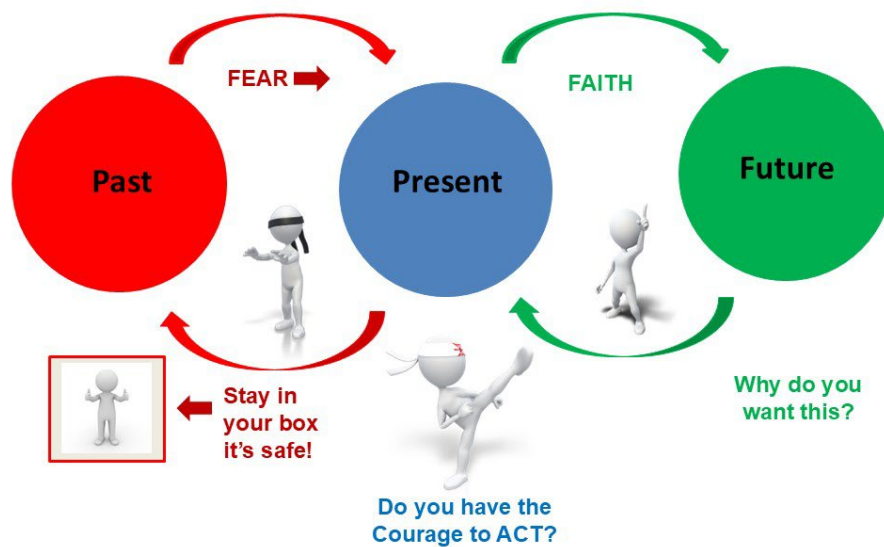 FEAR
FAITH
Past
Present
Future
Stay in
your box
it's safe!
Why do you
want this?
Do you have the
Courage to ACT?